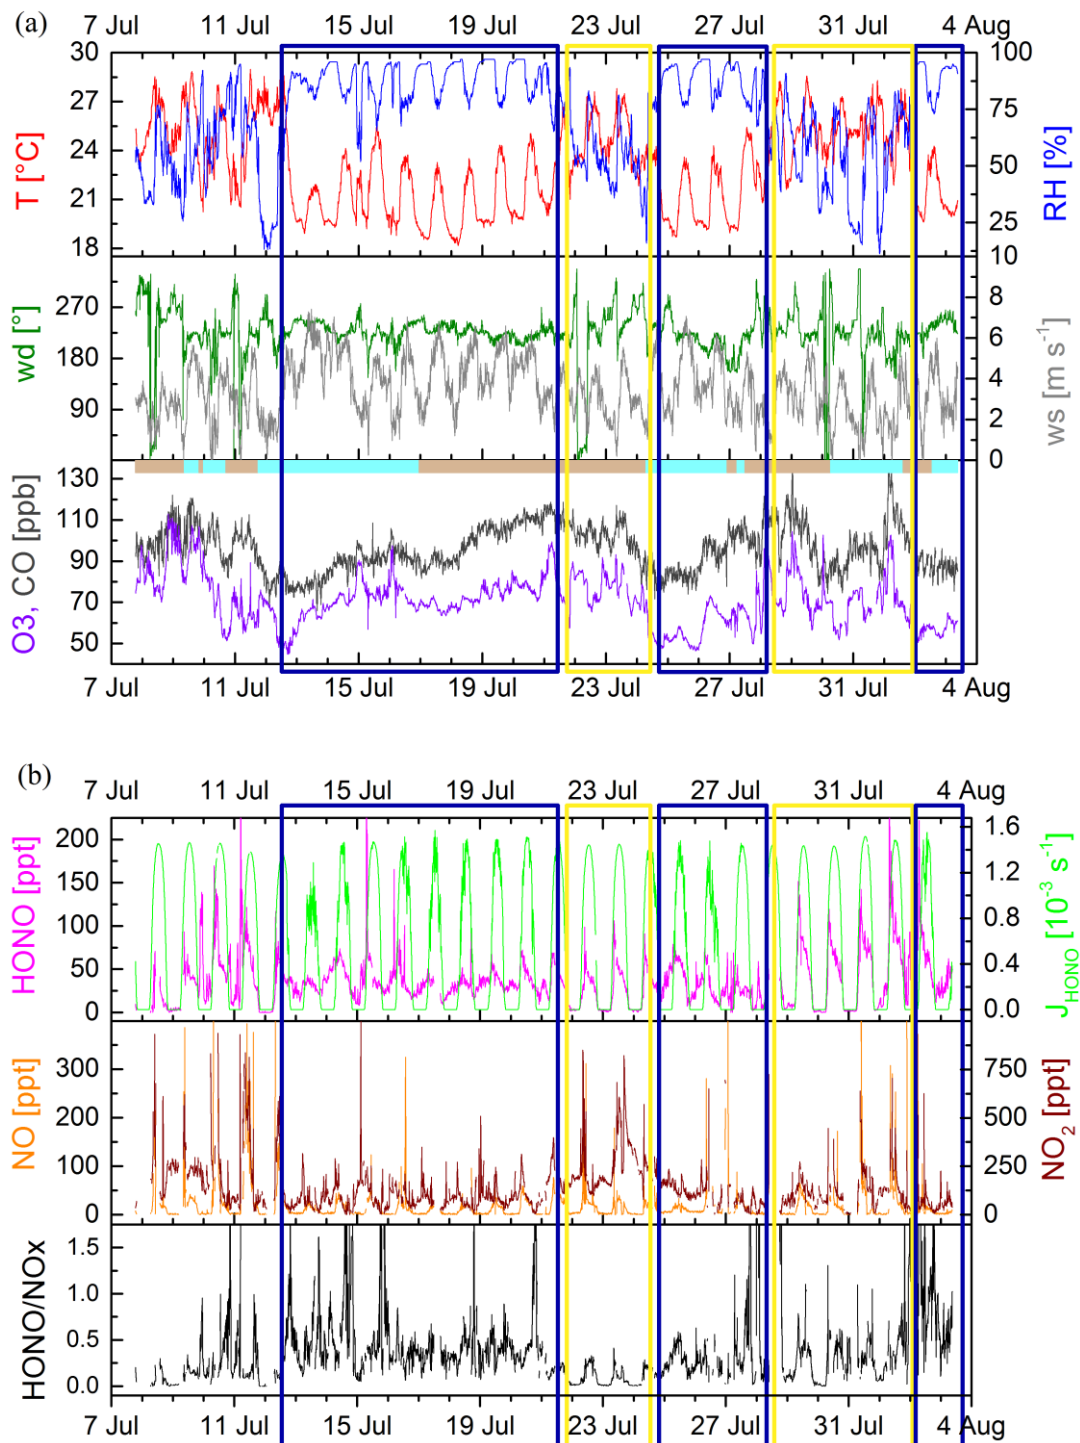 (a)
7 Jul 11 Jul 15 Jul 19 Jul 23 Jul 27 Jul 31 Jul 4 Aug
30 100
27 75
24 50
21 25
18 10
T [°C] RH [%]
270 8
180 6
90 4
2
0
wd [°] ws [m s⁻¹]
130
110
90
70
50
O3, CO [ppb]
7 Jul 11 Jul 15 Jul 19 Jul 23 Jul 27 Jul 31 Jul 4 Aug
(b)
7 Jul 11 Jul 15 Jul 19 Jul 23 Jul 27 Jul 31 Jul 4 Aug
200 1.6
150 1.2
100 0.8
50 0.4
0 0.0
HONO [ppt] J_HONO [10⁻³ s⁻¹]
300 750
200 500
100 250
0 0
NO [ppt] NO₂ [ppt]
1.5
1.0
0.5
0.0
HONO/NOx
7 Jul 11 Jul 15 Jul 19 Jul 23 Jul 27 Jul 31 Jul 4 Aug